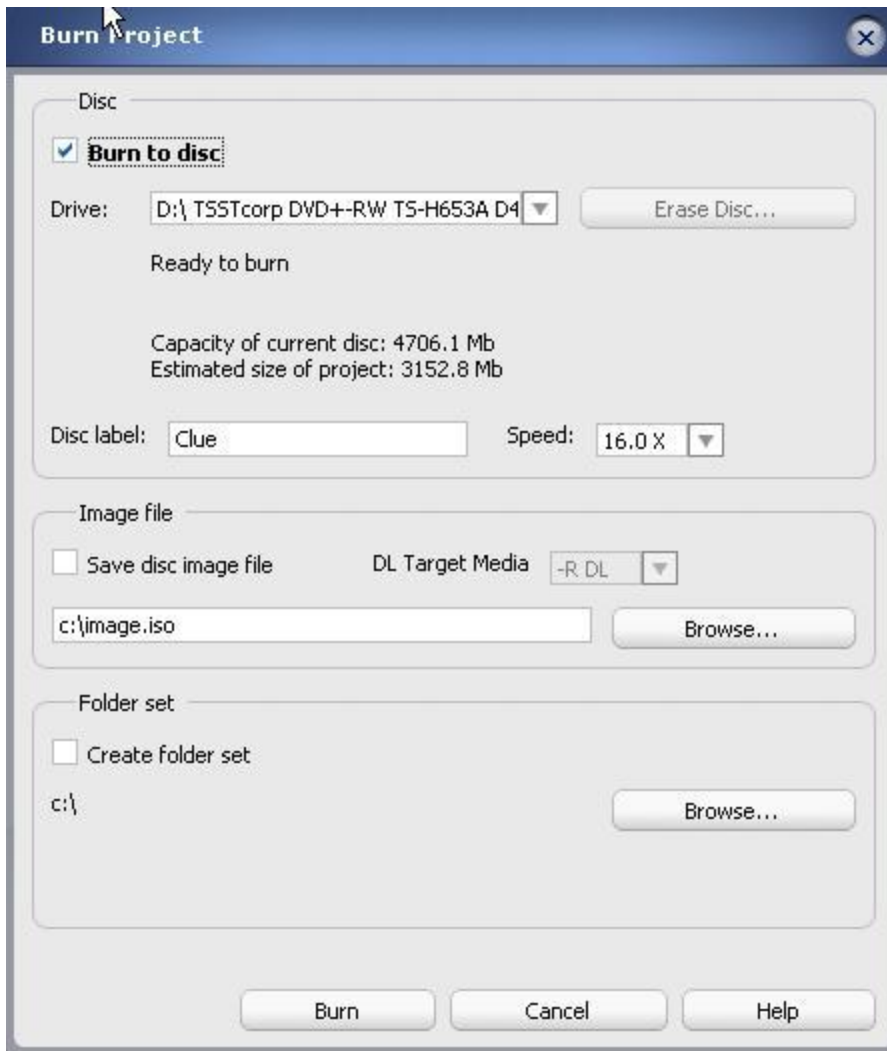 Burn Project
Disc
Burn to disc
Drive: D:\ TSSTcorp DVD+-RW TS-H653A D4 Erase Disc...
Ready to burn
Capacity of current disc: 4706.1 Mb
Estimated size of project: 3152.8 Mb
Disc label: Clue Speed: 16.0 X
Image file
Save disc image file DL Target Media -R DL
c:\image.iso Browse...
Folder set
Create folder set
c:\ Browse...
Burn Cancel Help